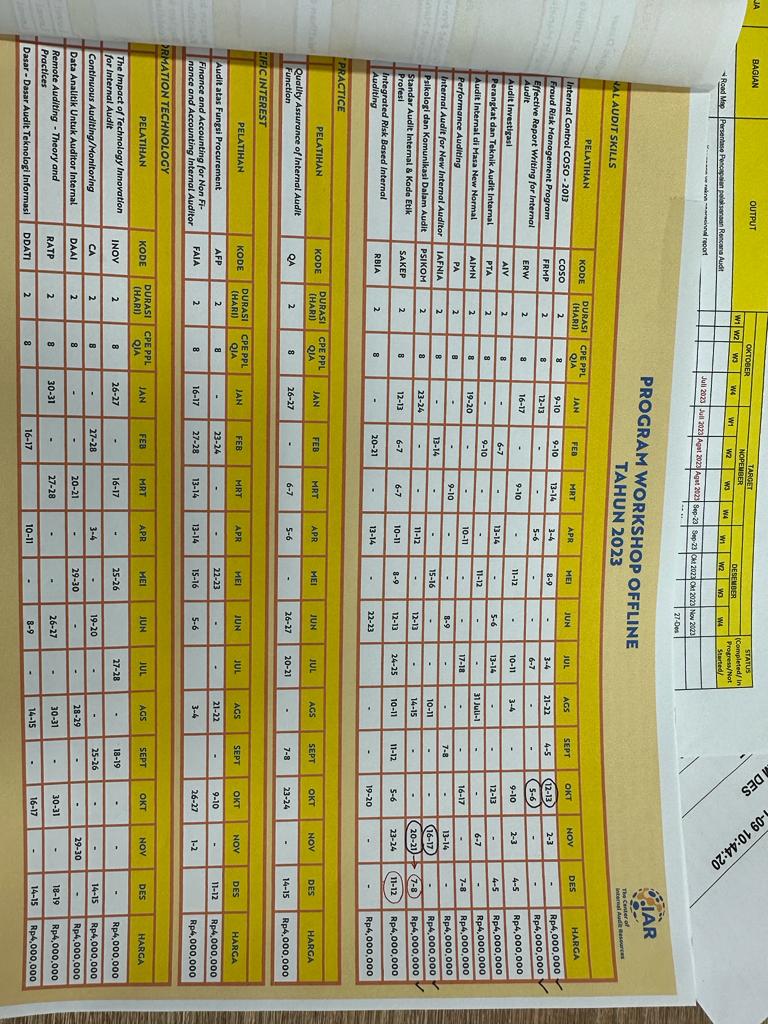 JA
BAGIAN
OUTPUT
TARGET
STATUS
OKTOBER
NOPEMBER
DESEMBER
(Completed/ In Progress/Not Started/
W1 W2 W3 W4 W1 W2 W3 W4 W1 W2 W3 W4
Road Map
Persentase Pencapaian pelaksanaan Rencana Audit
Juli 2023 Juli 2023 Agst 2023 Agst 2023 Sep-23 Sep-23 Okt 2023 Okt 2023 Nov 2023
27-Des
M DES
-09 10:44:20
PROGRAM WORKSHOP OFFLINE
TAHUN 2023
IAR
The Center of
Internal Audit Resources
NAL AUDIT SKILLS
PELATIHAN KODE DURASI (HARI) CPE PPL QIA JAN FEB MRT APR MEI JUN JUL AGS SEPT OKT NOV DES HARGA
Internal Control COSO - 2013 COSO 2 8 9-10 9-10 13-14 3-4 8-9 - 3-4 21-22 4-5 12-13 2-3 - Rp4,000,000
Fraud Risk Management Program FRMP 2 8 12-13 - - 5-6 - - 6-7 - - 5-6 - - Rp4,000,000
Effective Report Writing for Internal Audit ERW 2 8 16-17 - 9-10 - 11-12 - 10-11 3-4 - 9-10 2-3 4-5 Rp4,000,000
Audit Investigasi AIV 2 8 - 6-7 - 13-14 - 5-6 13-14 - - 12-13 - 4-5 Rp4,000,000
Perangkat dan Teknik Audit Internal PTA 2 8 - 9-10 - - 11-12 - - 31 Juli-1 - - 6-7 - Rp4,000,000
Audit Internal di Masa New Normal AIMN 2 8 19-20 - - 10-11 - - 17-18 - - 16-17 - 7-8 Rp4,000,000
Performance Auditing PA 2 8 - - 9-10 - - 8-9 - - 7-8 - 13-14 - Rp4,000,000
Internal Audit for New Internal Auditor IAFNIA 2 8 - 13-14 - - 15-16 - - 10-11 - - 16-17 - Rp4,000,000
Psikologi dan Komunikasi Dalam Audit PSIKOM 2 8 23-24 - - 11-12 - 12-13 - 14-15 - - 20-21 7-8 Rp4,000,000
Standar Audit Internal & Kode Etik Profesi SAKEP 2 8 12-13 6-7 6-7 10-11 8-9 12-13 24-25 10-11 11-12 5-6 23-24 11-12 Rp4,000,000
Integrated Risk Based Internal Auditing RBIA 2 8 - 20-21 - 13-14 - 22-23 - - - 19-20 - - Rp4,000,000
PRACTICE
PELATIHAN KODE DURASI (HARI) CPE PPL QIA JAN FEB MRT APR MEI JUN JUL AGS SEPT OKT NOV DES HARGA
Quality Assurance of Internal Audit Function QA 2 8 26-27 - 6-7 5-6 - 26-27 20-21 - 7-8 23-24 - 14-15 Rp4,000,000
CIFIC INTEREST
PELATIHAN KODE DURASI (HARI) CPE PPL QIA JAN FEB MRT APR MEI JUN JUL AGS SEPT OKT NOV DES HARGA
Audit atas Fungsi Procurement AFP 2 8 - 23-24 - - 22-23 - - 21-22 - 9-10 - 11-12 Rp4,000,000
Finance and Accounting for Non Finance and Accounting Internal Auditor FAIA 2 8 16-17 27-28 13-14 13-14 15-16 5-6 - 3-4 - 26-27 1-2 - Rp4,000,000
RMATION TECHNOLOGY
PELATIHAN KODE DURASI (HARI) CPE PPL QIA JAN FEB MRT APR MEI JUN JUL AGS SEPT OKT NOV DES HARGA
The Impact of Technology Innovation for Internal Audit INOV 2 8 26-27 - 16-17 - 25-26 - 27-28 - 18-19 - - - Rp4,000,000
Continuous Auditing/Monitoring CA 2 8 - 27-28 - 3-4 - 19-20 - - 25-26 - - 14-15 Rp4,000,000
Data Analitik Untuk Auditor Internal DAAI 2 8 - - 20-21 - 29-30 - - 28-29 - - 29-30 - Rp4,000,000
Remote Auditing - Theory and Practices RATP 2 8 30-31 - 27-28 - - 26-27 - 30-31 - 30-31 - 18-19 Rp4,000,000
Dasar - Dasar Audit Teknologi Informasi DDATI 2 8 - 16-17 - 10-11 - 8-9 - 14-15 - 16-17 - 14-15 Rp4,000,000